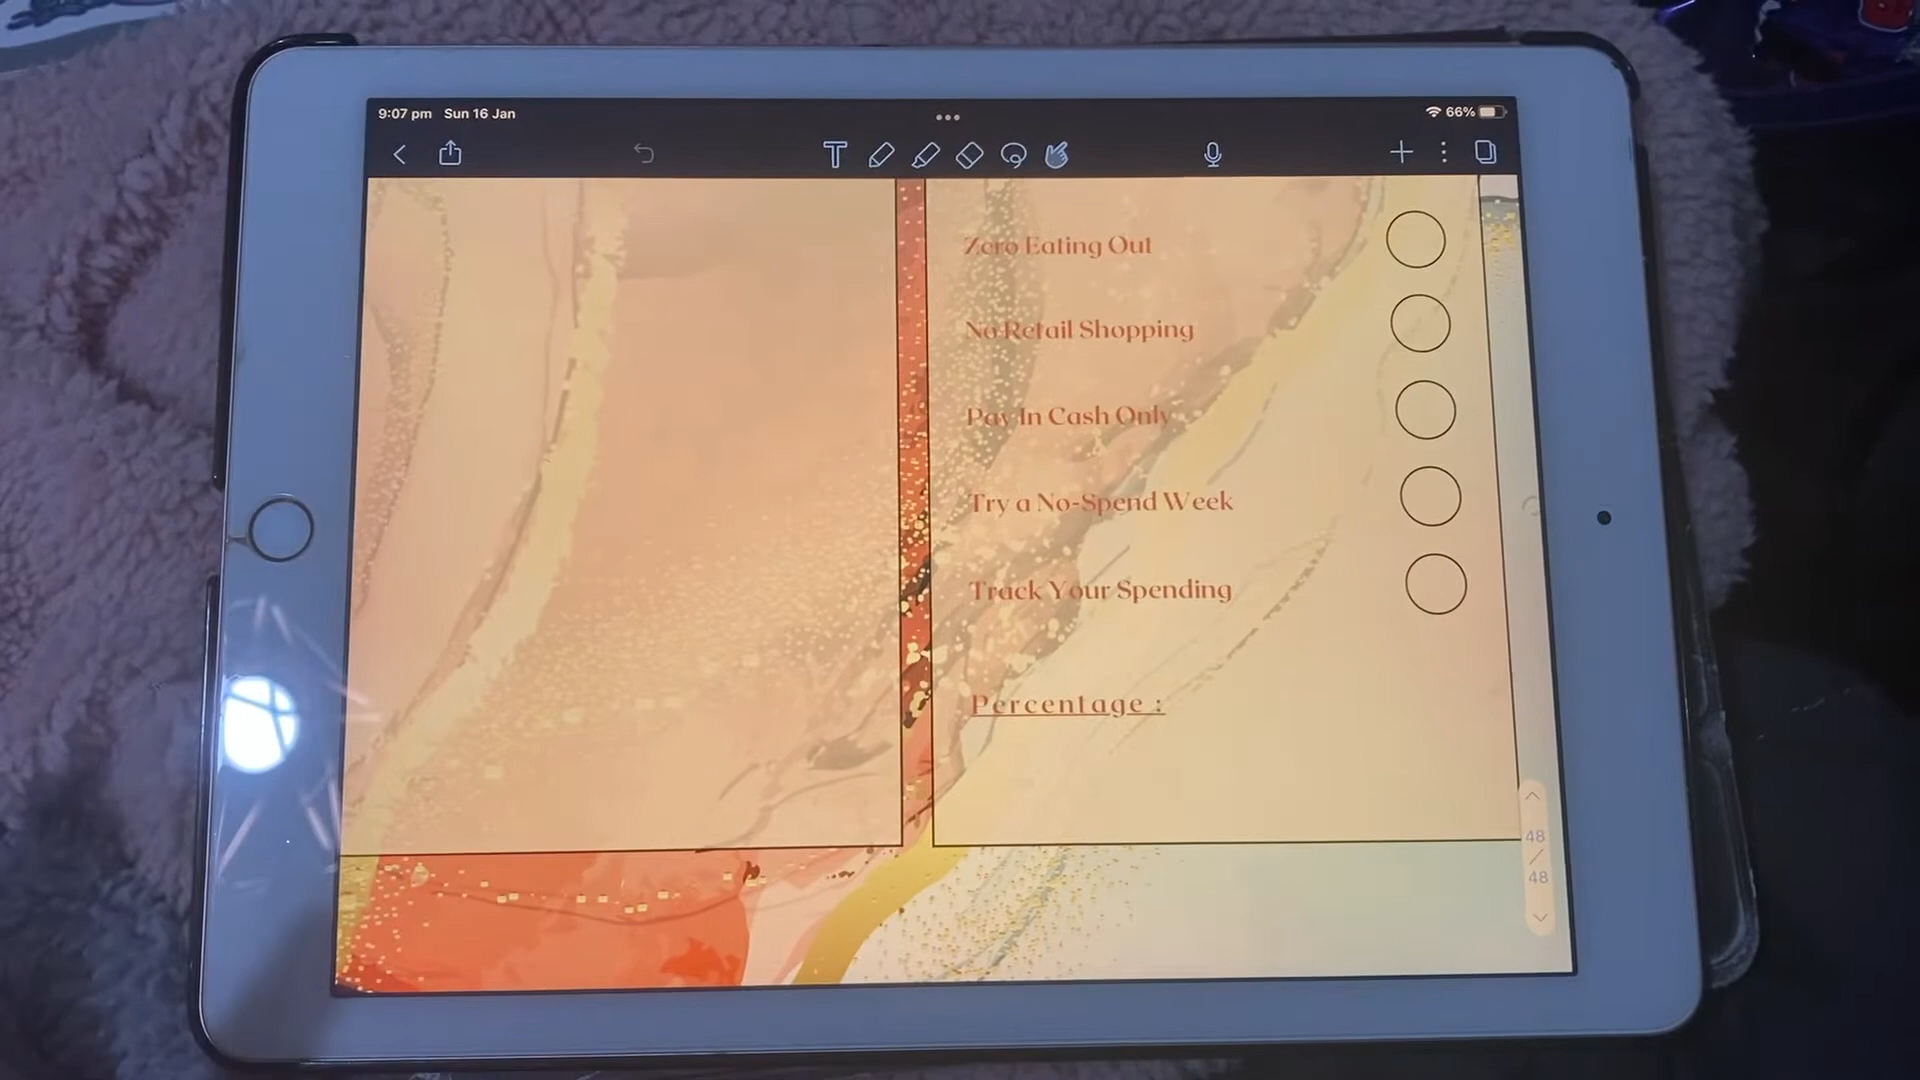 9:07 pm Sun 16 Jan
66%
T
Zero Eating Out
No Retail Shopping
Pay In Cash Only
Try a No-Spend Week
Track Your Spending
Percentage :
48
/
48